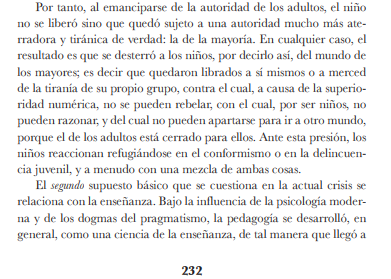 Por tanto, al emanciparse de la autoridad de los adultos, el niño
no se liberó sino que quedó sujeto a una autoridad mucho más ate-
rradora y tiránica de verdad: la de la mayoría. En cualquier caso, el
resultado es que se desterró a los niños, por decirlo así, del mundo de
los mayores; es decir que quedaron librados a sí mismos o a merced
de la tiranía de su propio grupo, contra el cual, a causa de la superio-
ridad numérica, no se pueden rebelar, con el cual, por ser niños, no
pueden razonar, y del cual no pueden apartarse para ir a otro mundo,
porque el de los adultos está cerrado para ellos. Ante esta presión, los
niños reaccionan refugiándose en el conformismo o en la delincuen-
cia juvenil, y a menudo con una mezcla de ambas cosas.
El segundo supuesto básico que se cuestiona en la actual crisis se
relaciona con la enseñanza. Bajo la influencia de la psicología moder-
na y de los dogmas del pragmatismo, la pedagogía se desarrolló, en
general, como una ciencia de la enseñanza, de tal manera que llegó a
232